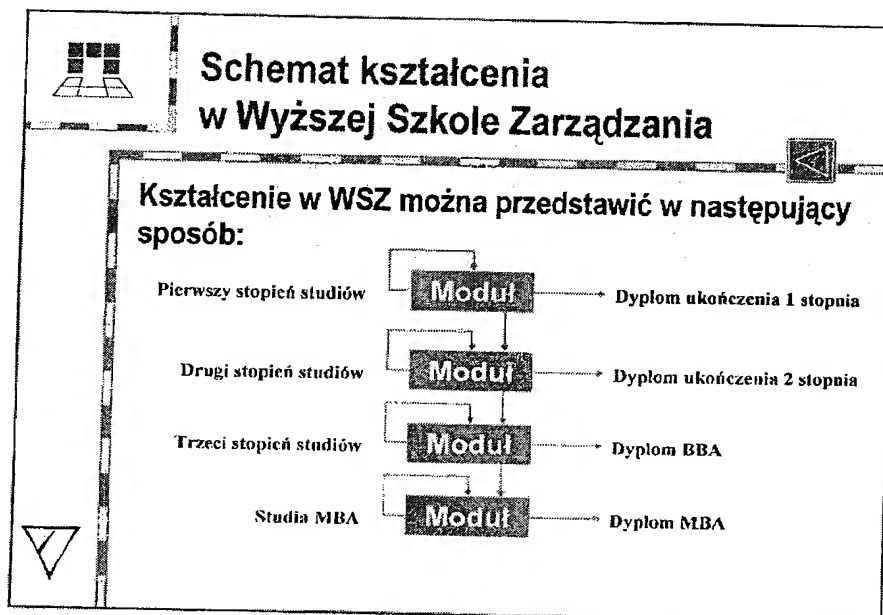 Schemat kształcenia
w Wyższej Szkole Zarządzania
Kształcenie w WSZ można przedstawić w następujący
sposób:
Pierwszy stopień studiów Moduł Dyplom ukończenia 1 stopnia
Drugi stopień studiów Moduł Dyplom ukończenia 2 stopnia
Trzeci stopień studiów Moduł Dyplom BBA
Studia MBA Moduł Dyplom MBA